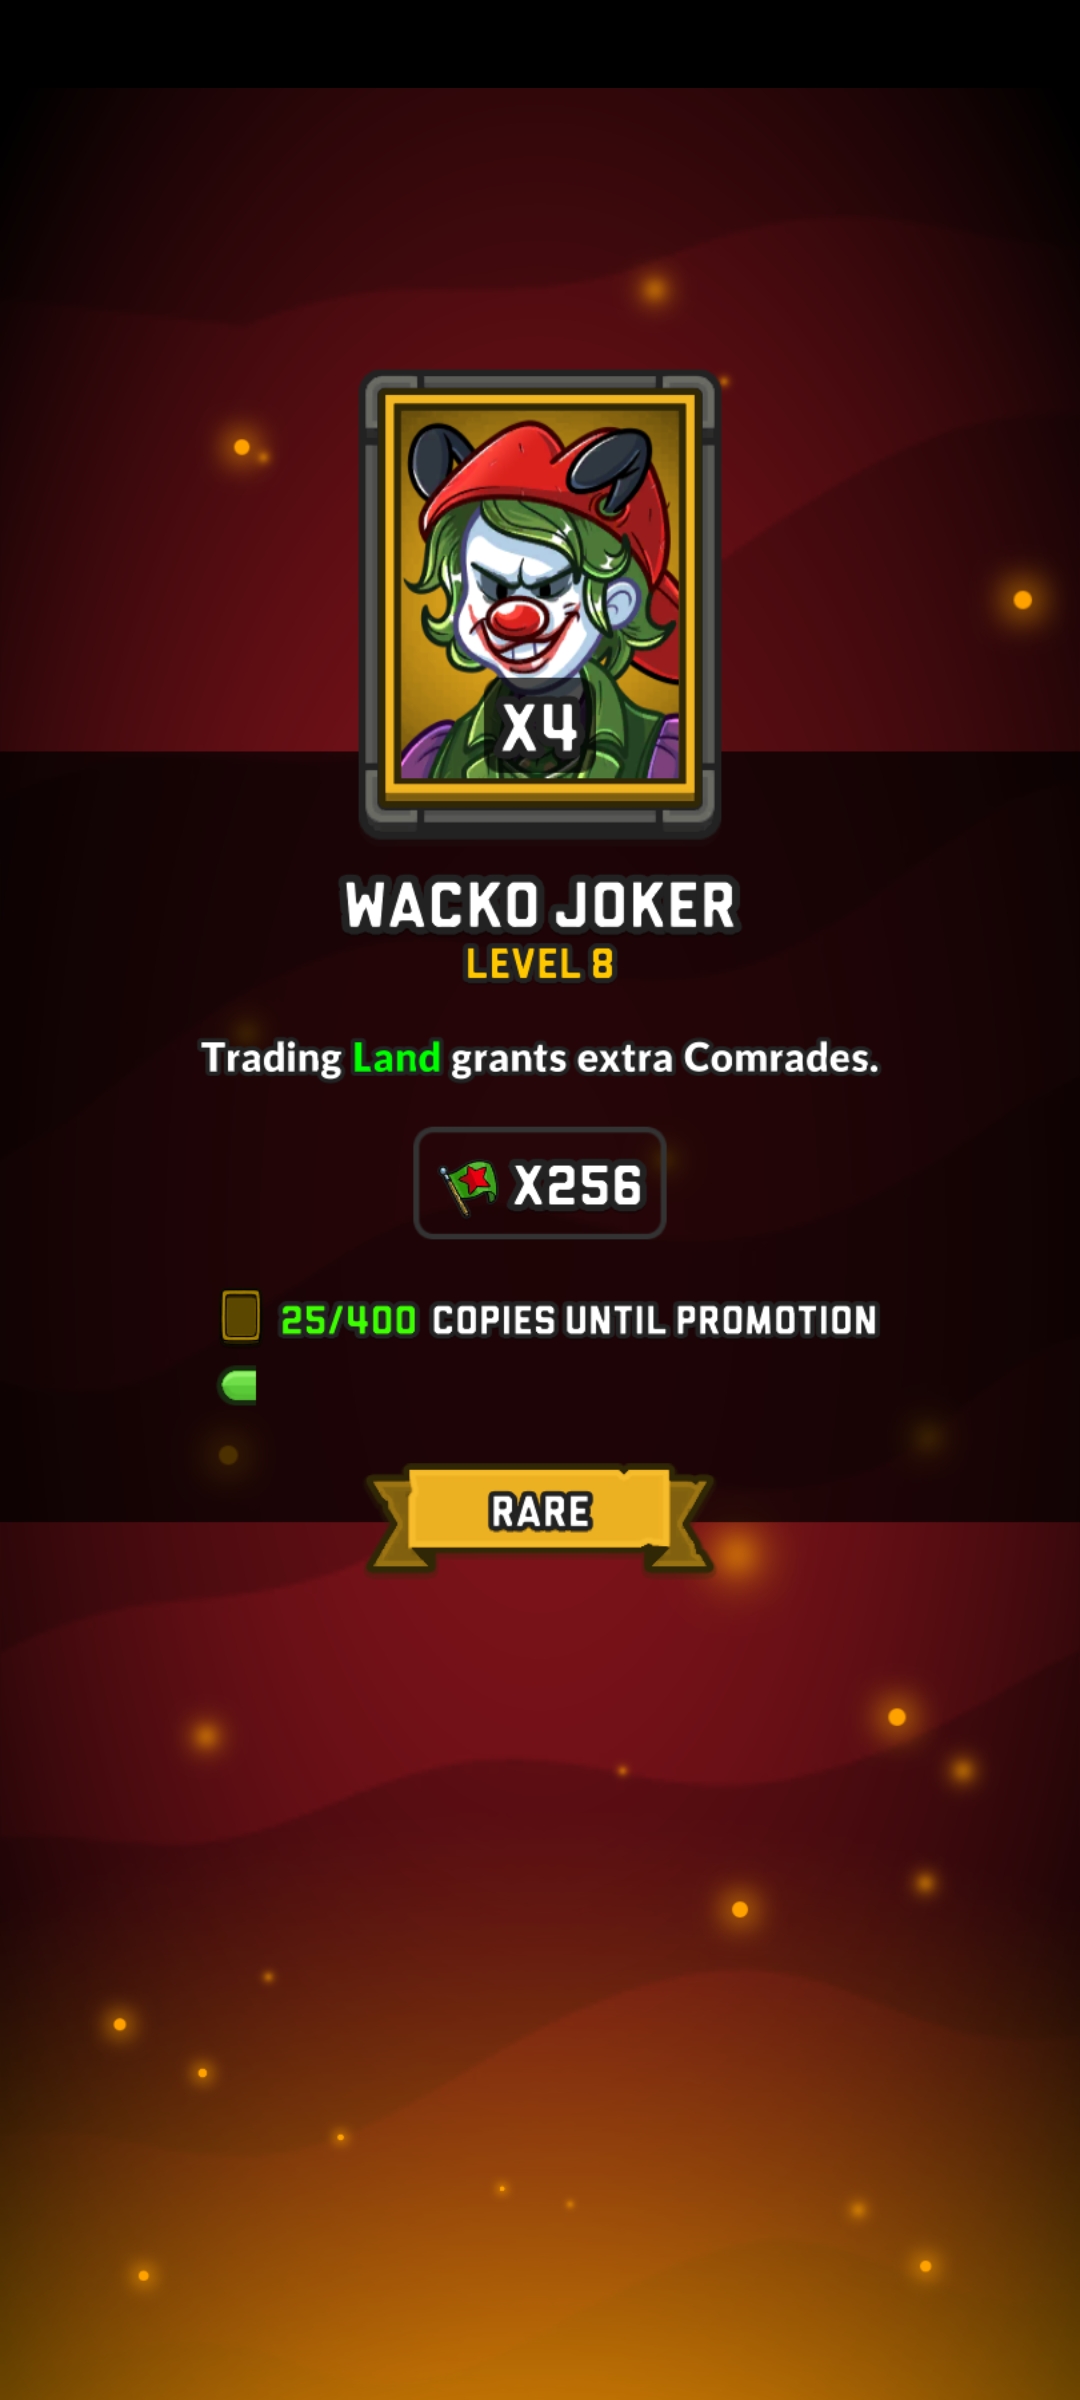 X4
WACKO JOKER
LEVEL 8
Trading Land grants extra Comrades.
X256
25/400 COPIES UNTIL PROMOTION
RARE